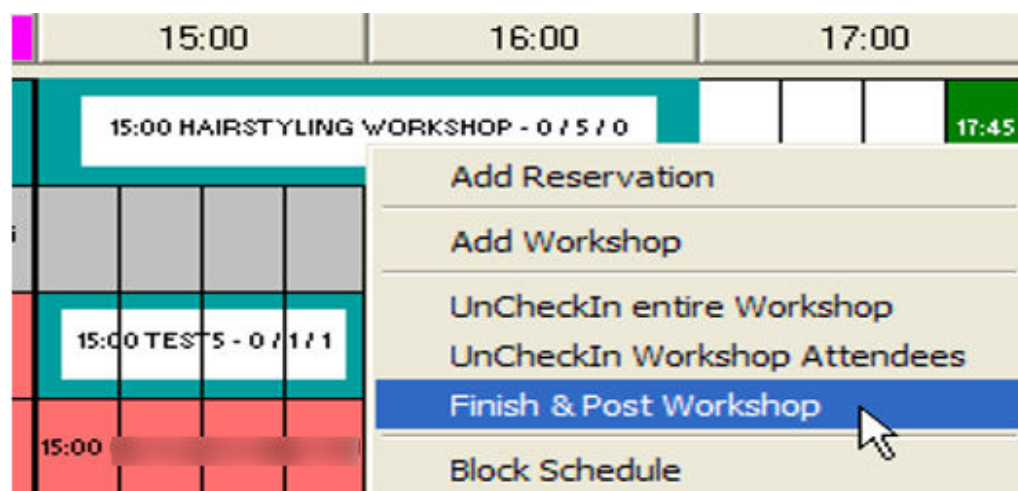 15:00 16:00 17:00
15:00 HAIRSTYLING WORKSHOP - 0 / 5 / 0
17:45
Add Reservation
Add Workshop
UnCheckIn entire Workshop
15:00 TEST5 - 0 / 1 / 1
UnCheckIn Workshop Attendees
Finish & Post Workshop
15:00
Block Schedule